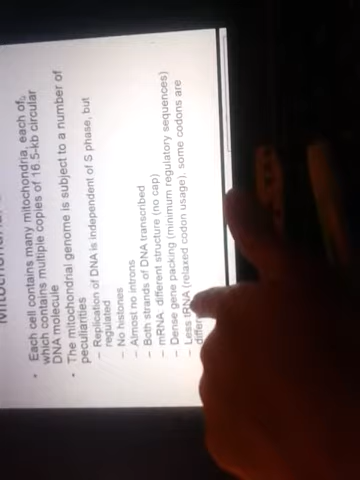 • Each cell contains many mitochondria, each of
which contains multiple copies of 16.5-kb circular
DNA molecule
• The mitochondrial genome is subject to a number of
peculiarities
– Replication of DNA is independent of S phase, but
regulated
– No histones
– Almost no introns
– Both strands of DNA transcribed
– mRNA different structure (no cap)
– Dense gene packing (minimum regulatory sequences)
– Less tRNA (relaxed codon usage), some codons are